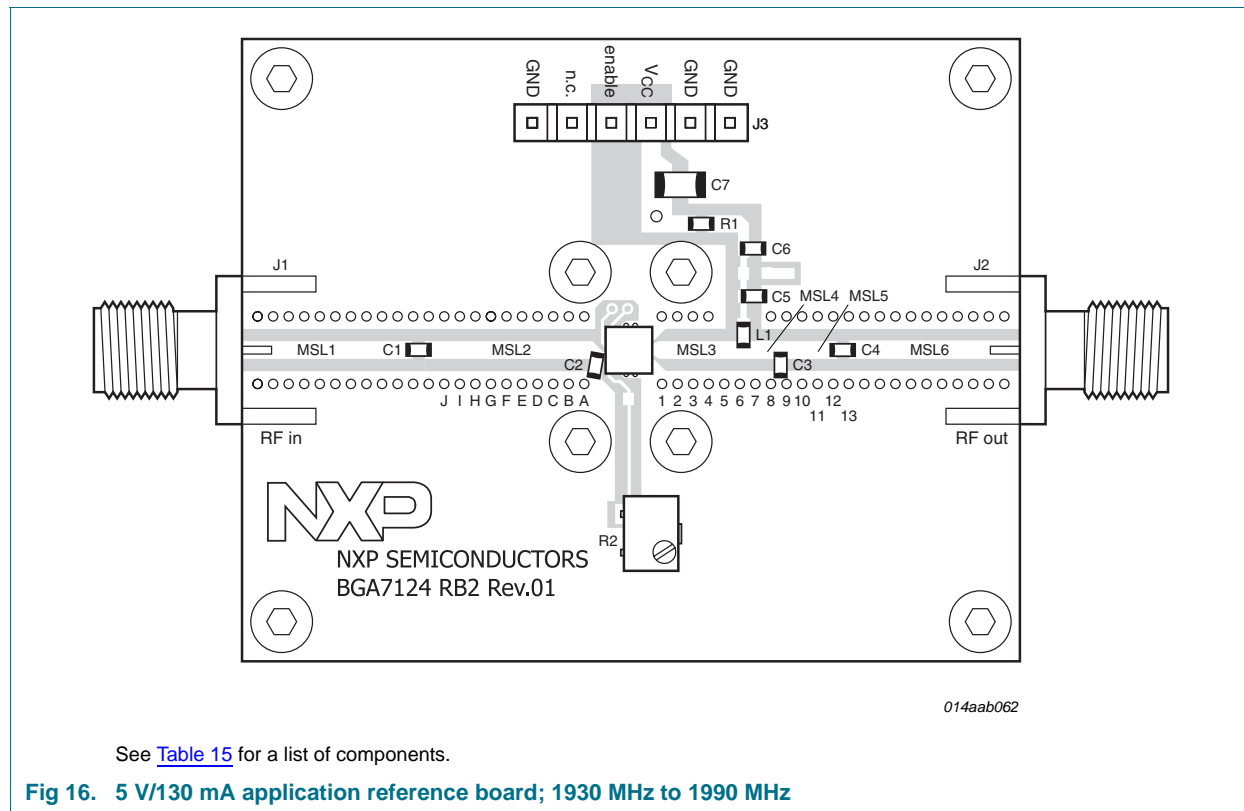 GND n.c. enable VCC GND GND
J3
C7
R1
C6
J1
J2
C5 MSL4 MSL5
L1
MSL1 C1 MSL2 MSL3 C4 MSL6
C2 C3
J I H G F E D C B A 1 2 3 4 5 6 7 8 9 10 12
11 13
RF in
RF out
NXP
R2
NXP SEMICONDUCTORS
BGA7124 RB2 Rev.01
014aab062
See Table 15 for a list of components.
Fig 16. 5 V/130 mA application reference board; 1930 MHz to 1990 MHz